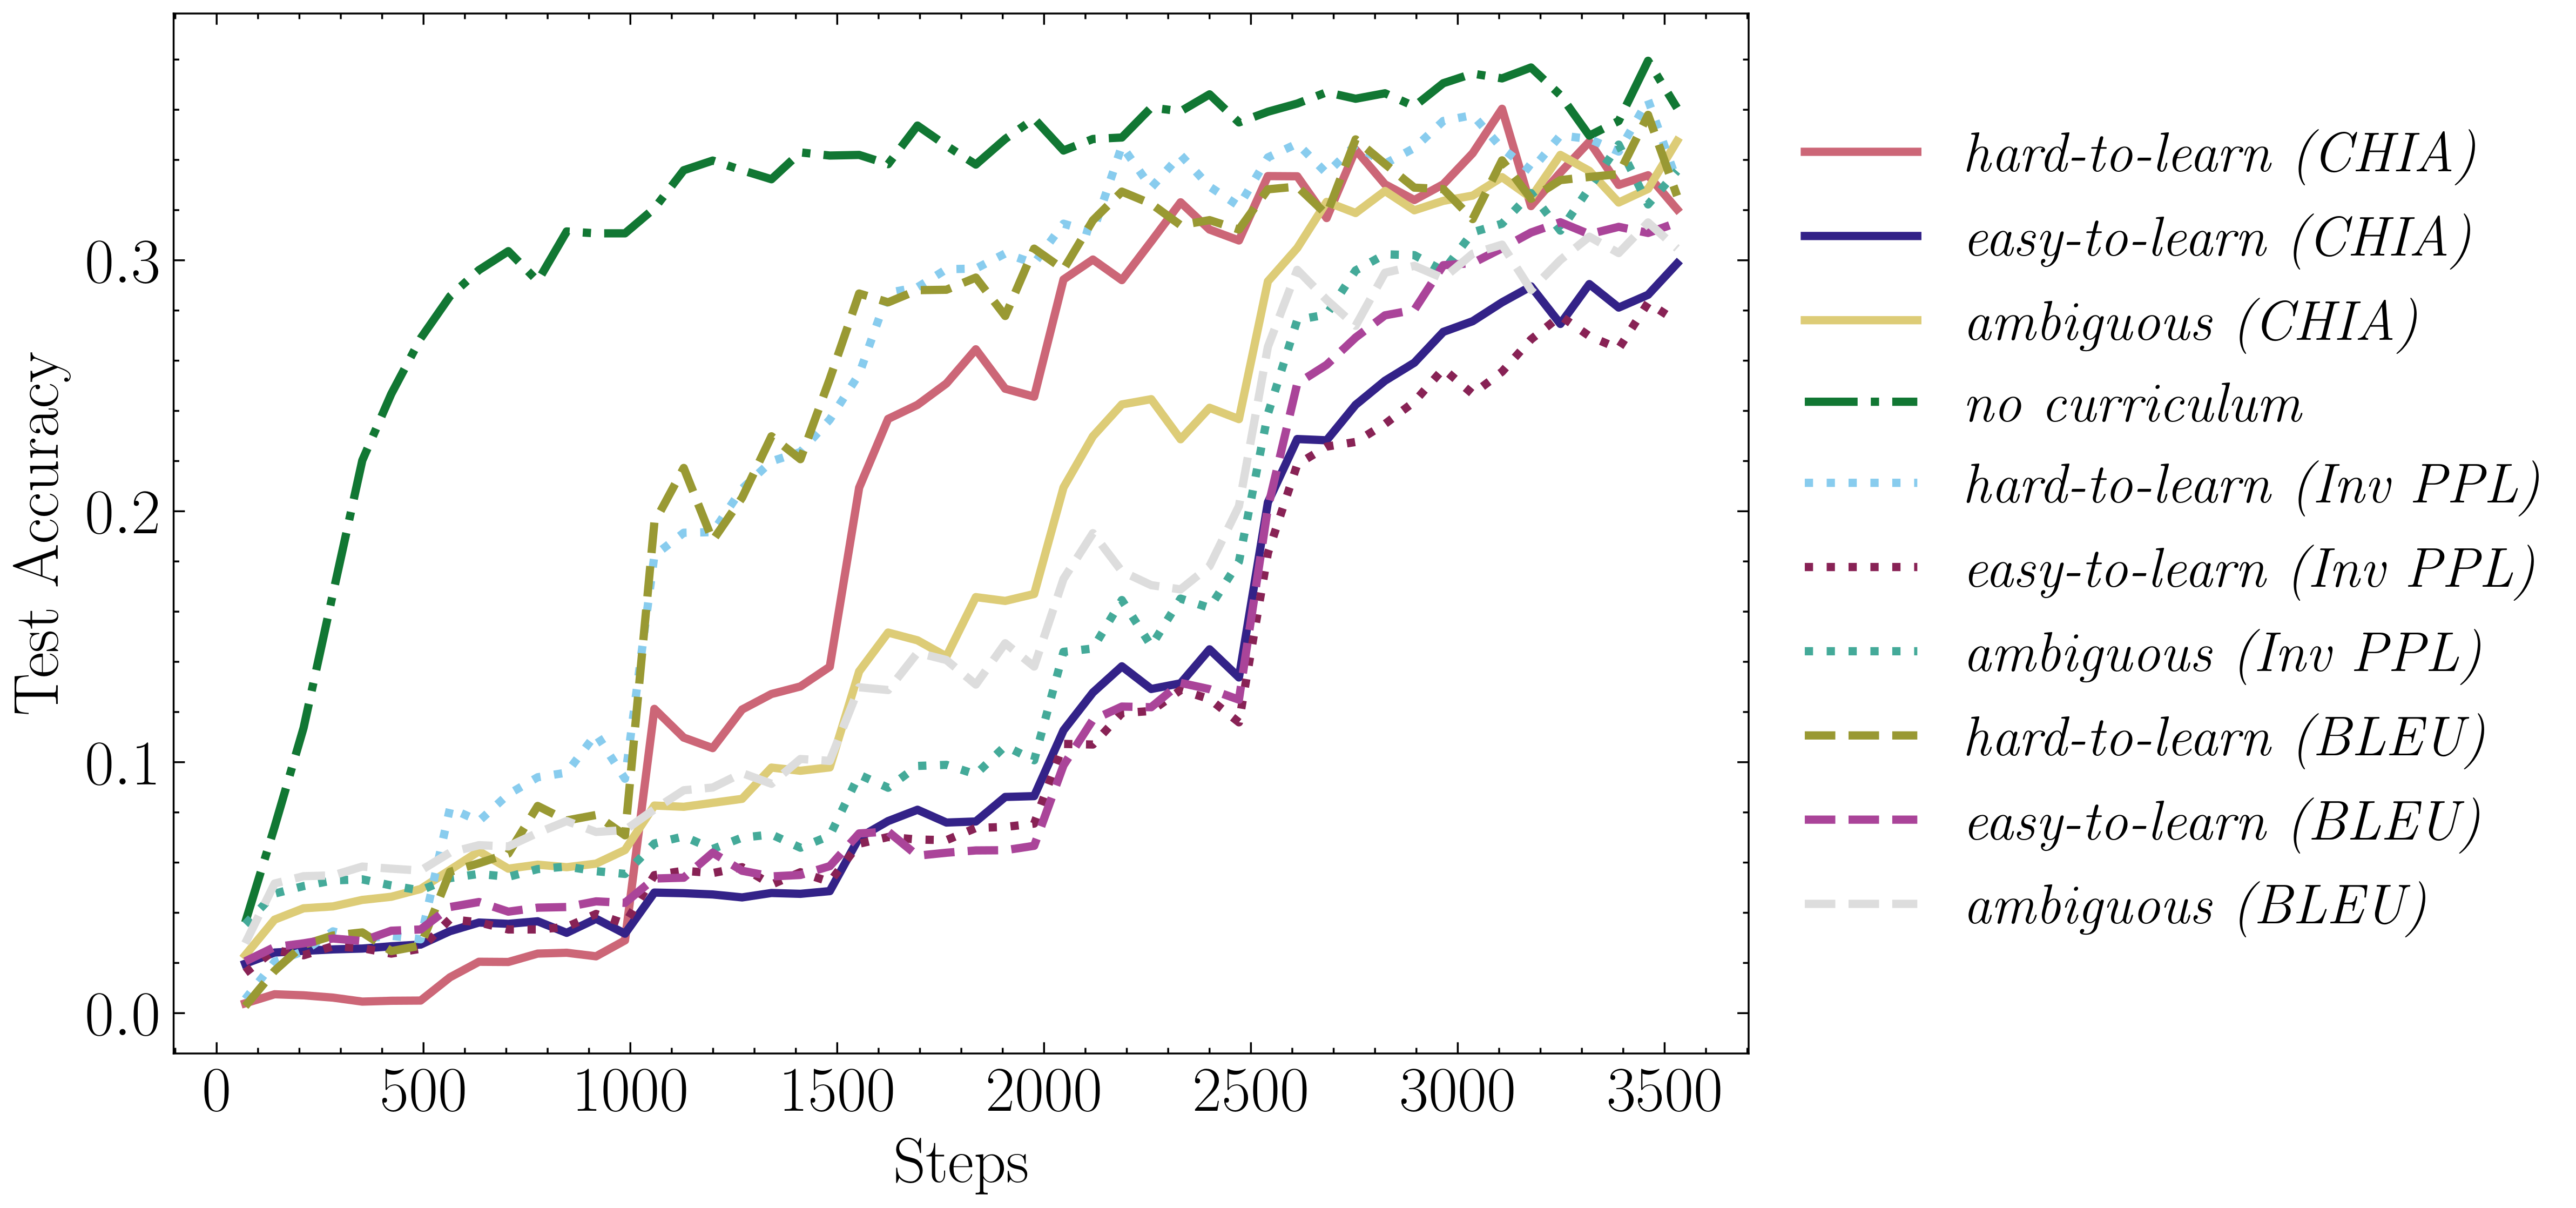 Test Accuracy
0.3
0.2
0.1
0.0
0 500 1000 1500 2000 2500 3000 3500
Steps
hard-to-learn (CHIA)
easy-to-learn (CHIA)
ambiguous (CHIA)
no curriculum
hard-to-learn (Inv PPL)
easy-to-learn (Inv PPL)
ambiguous (Inv PPL)
hard-to-learn (BLEU)
easy-to-learn (BLEU)
ambiguous (BLEU)